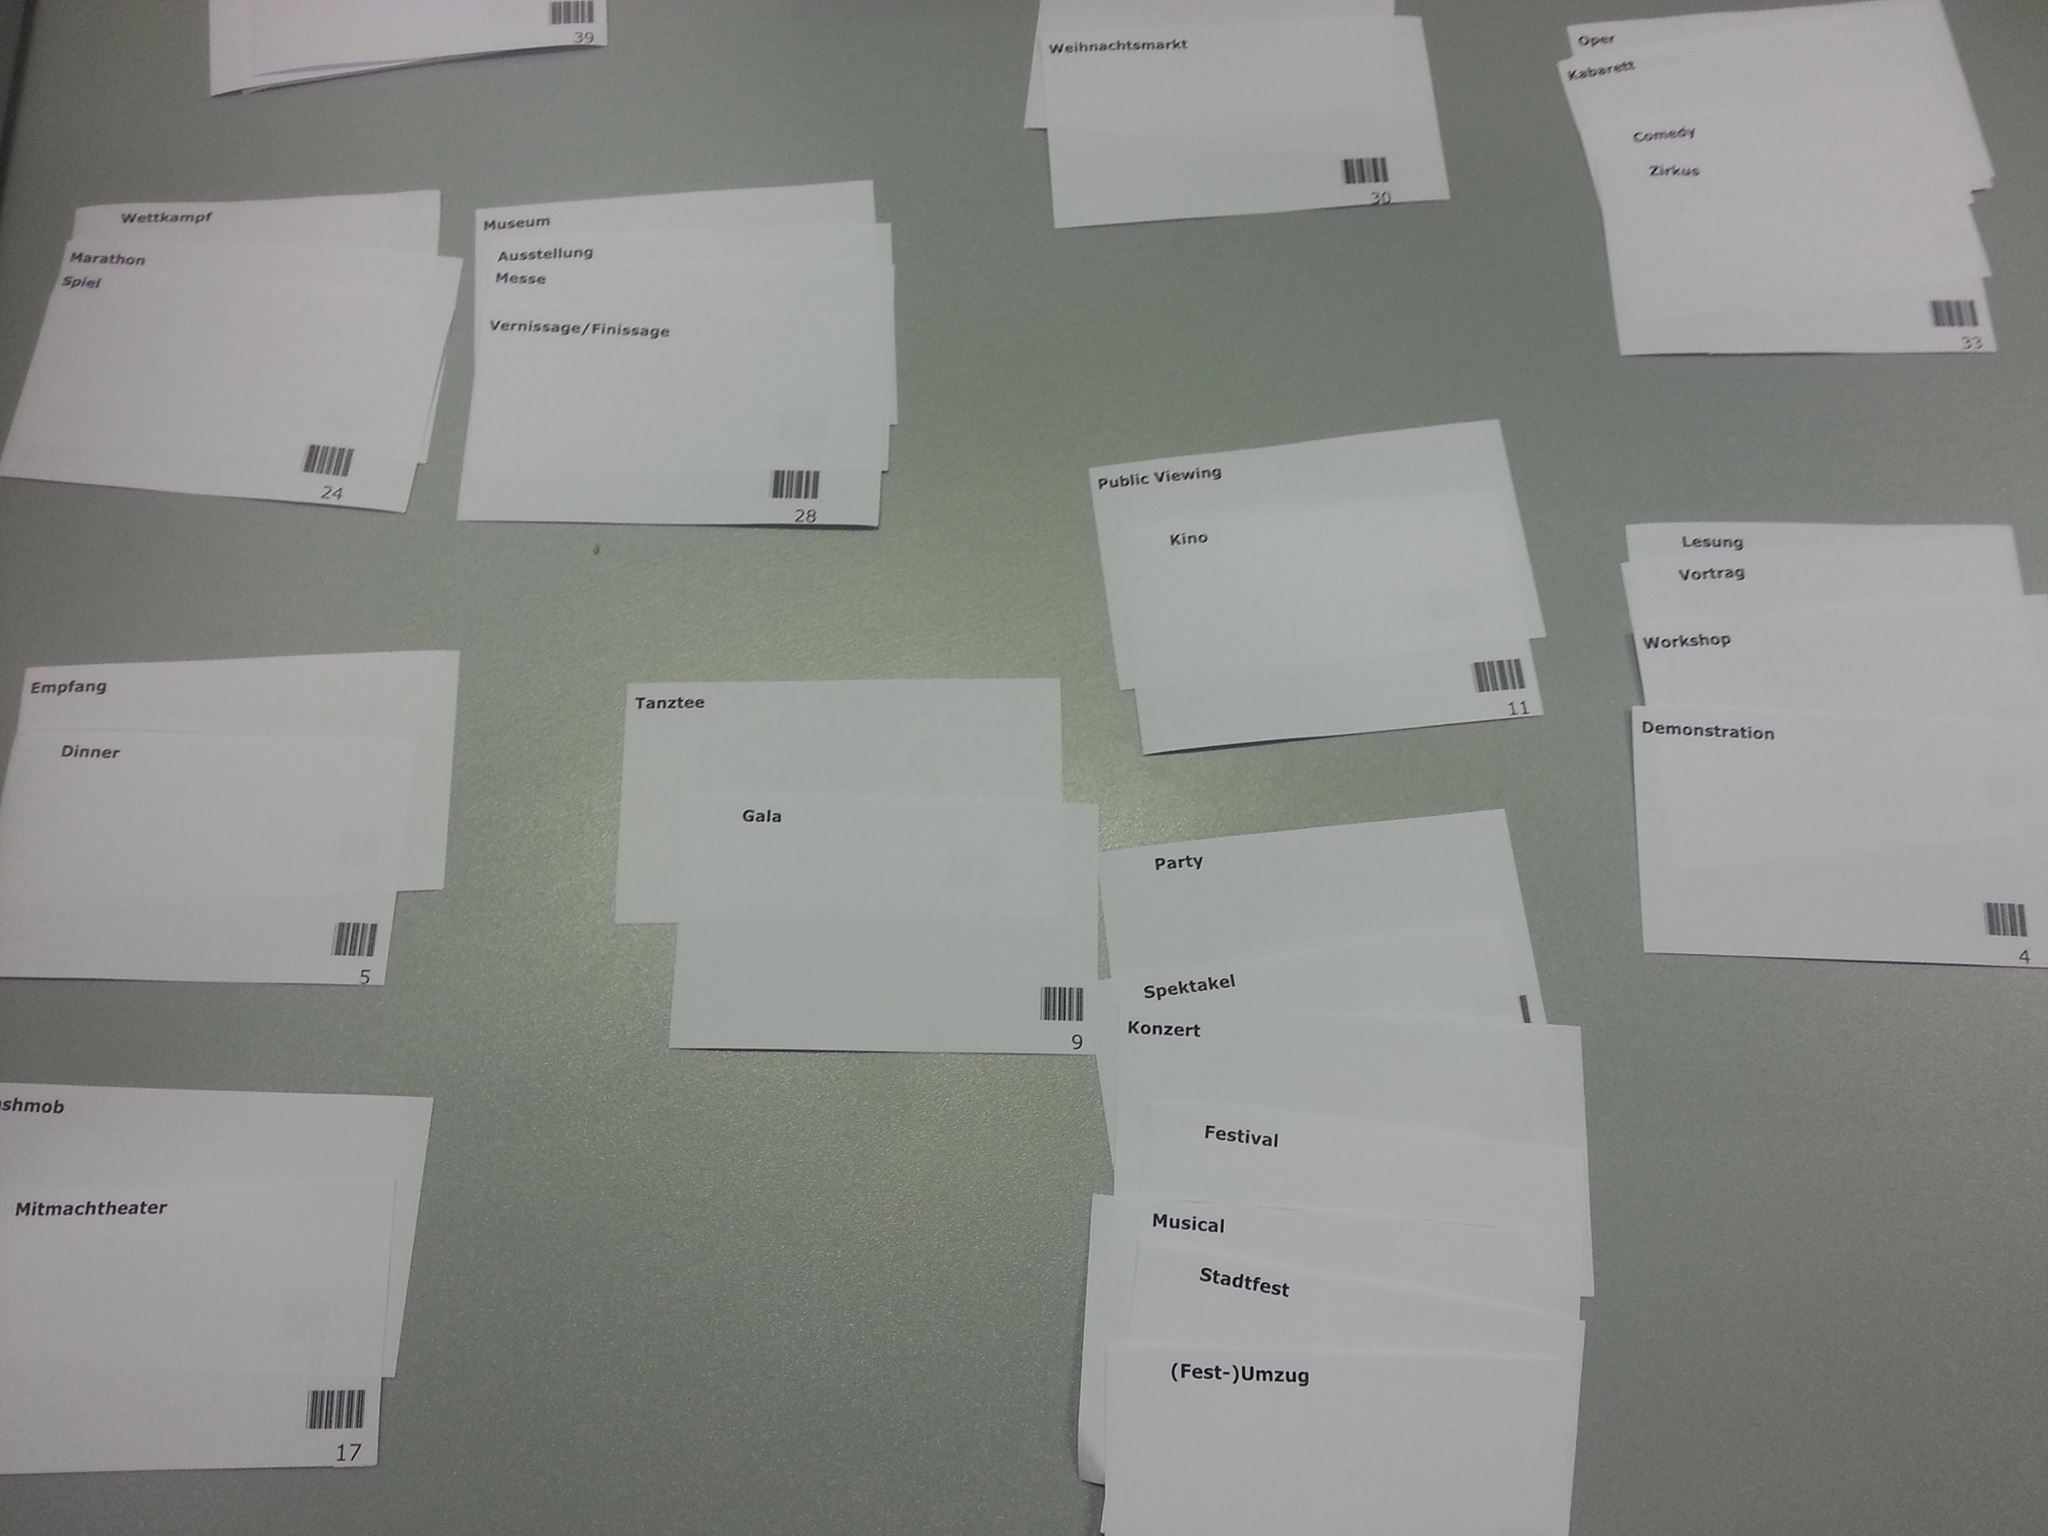 39
Weihnachtsmarkt
30
Oper
Kabarett
Comedy
Zirkus
33
Wettkampf
Marathon
Spiel
24
Museum
Ausstellung
Messe
Vernissage/Finissage
28
Public Viewing
Kino
11
Lesung
Vortrag
Workshop
Demonstration
4
Empfang
Dinner
5
Tanztee
Gala
9
Party
Spektakel
Konzert
Festival
Musical
Stadtfest
(Fest-)Umzug
shmob
Mitmachtheater
17